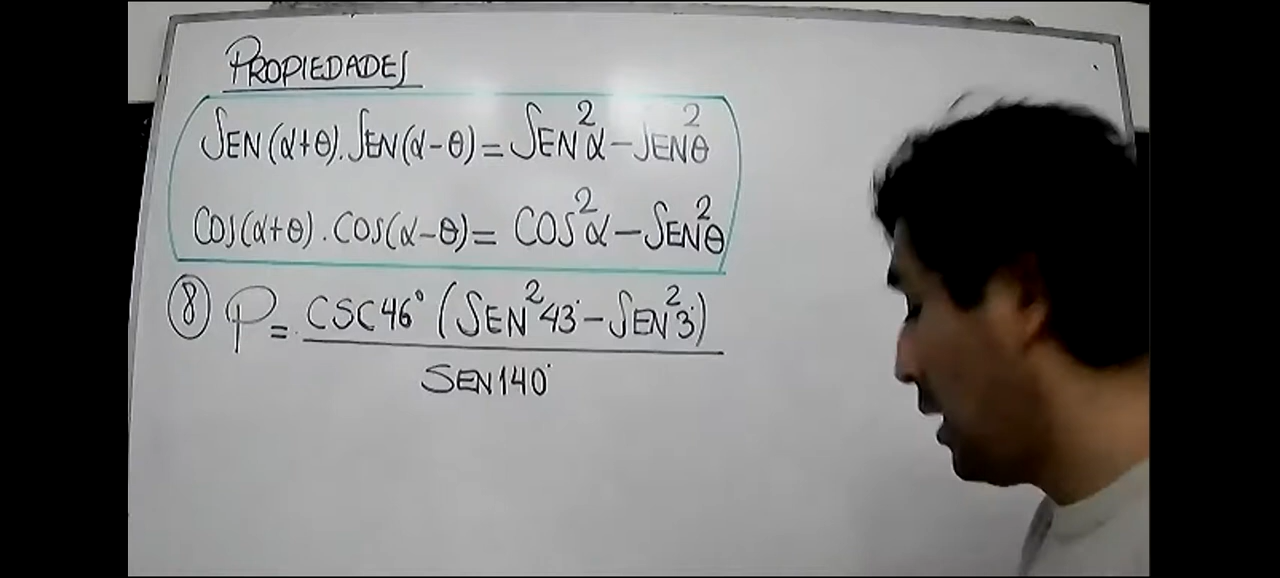 PROPIEDADES
SEN(α+θ).SEN(α-θ)=SEN²α-SEN²θ
COS(α+θ).COS(α-θ)=COS²α-SEN²θ
⑧ P=CSC46°(SEN²43°-SEN²3°)
SEN140°